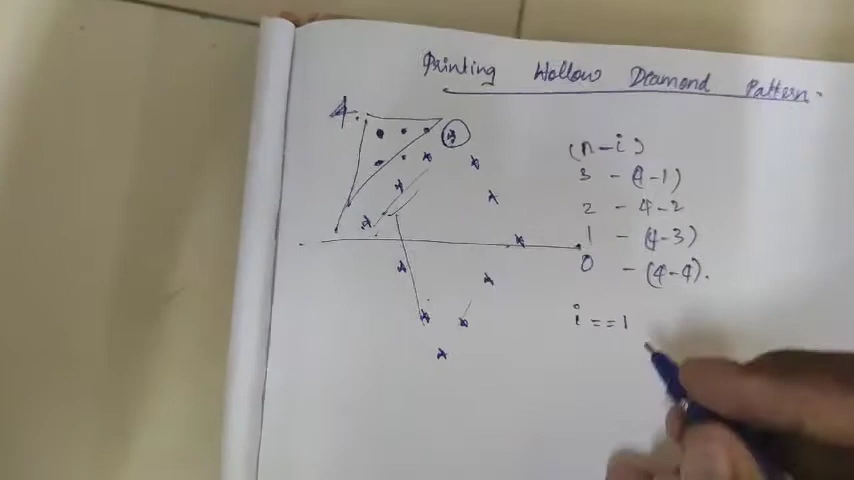 Printing Hollow Diamond Pattern.
4.
(n-i)
3 - (4-1)
2 - 4-2
1 - (4-3)
0 - (4-4).
i==1